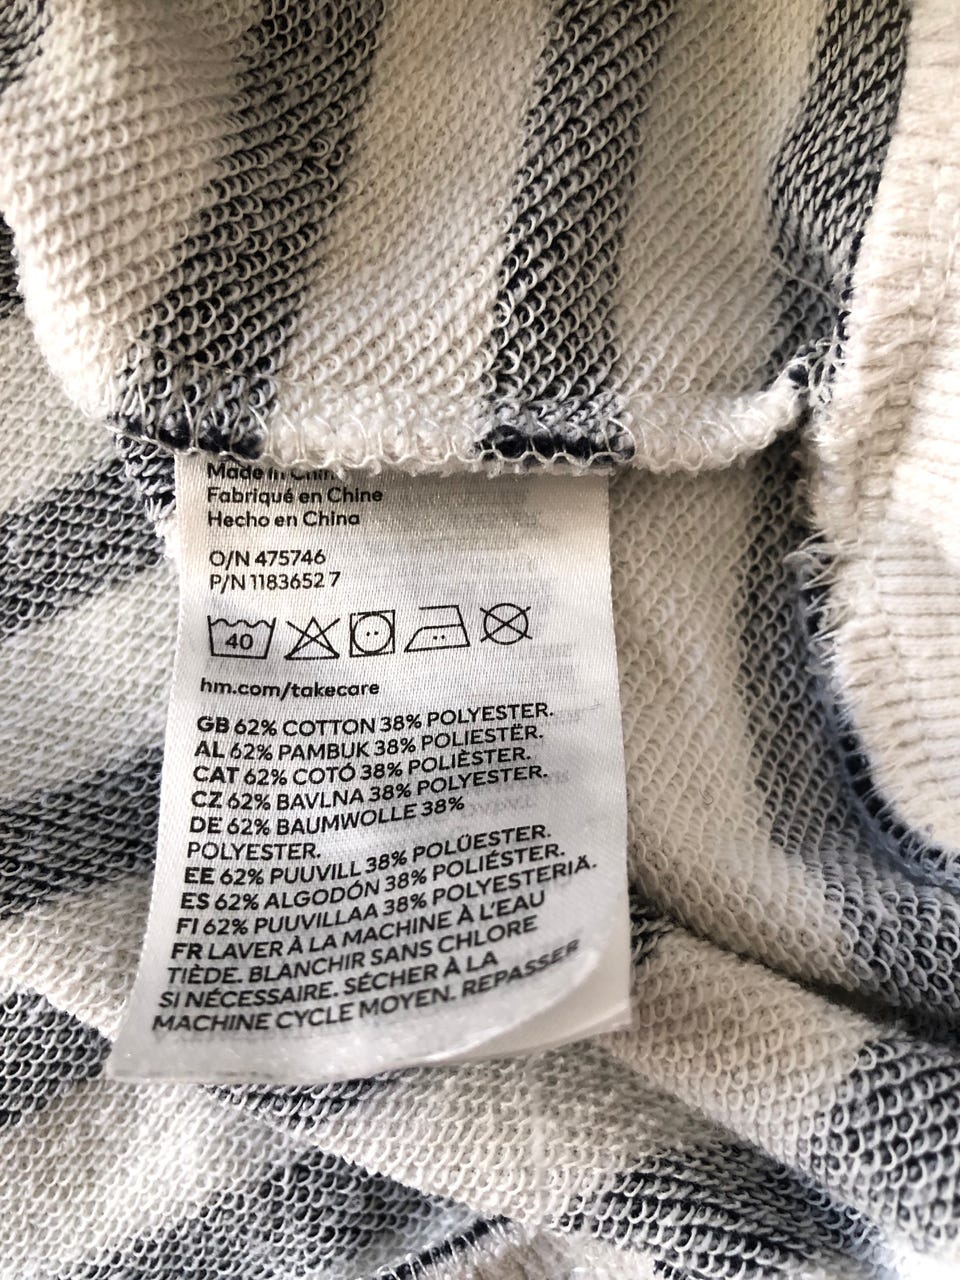 Made in China
Fabriqué en Chine
Hecho en China
O/N 475746
P/N 1183652 7
40
hm.com/takecare
GB 62% COTTON 38% POLYESTER.
AL 62% PAMBUK 38% POLIESTËR.
CAT 62% COTÓ 38% POLIÈSTER.
CZ 62% BAVLNA 38% POLYESTER.
DE 62% BAUMWOLLE 38%
POLYESTER.
EE 62% PUUVILL 38% POLÜESTER.
ES 62% ALGODÓN 38% POLIÉSTER.
FI 62% PUUVILLAA 38% POLYESTERIÄ.
FR LAVER À LA MACHINE À L'EAU
TIÈDE. BLANCHIR SANS CHLORE
SI NÉCESSAIRE. SÉCHER À LA
MACHINE CYCLE MOYEN. REPASSER